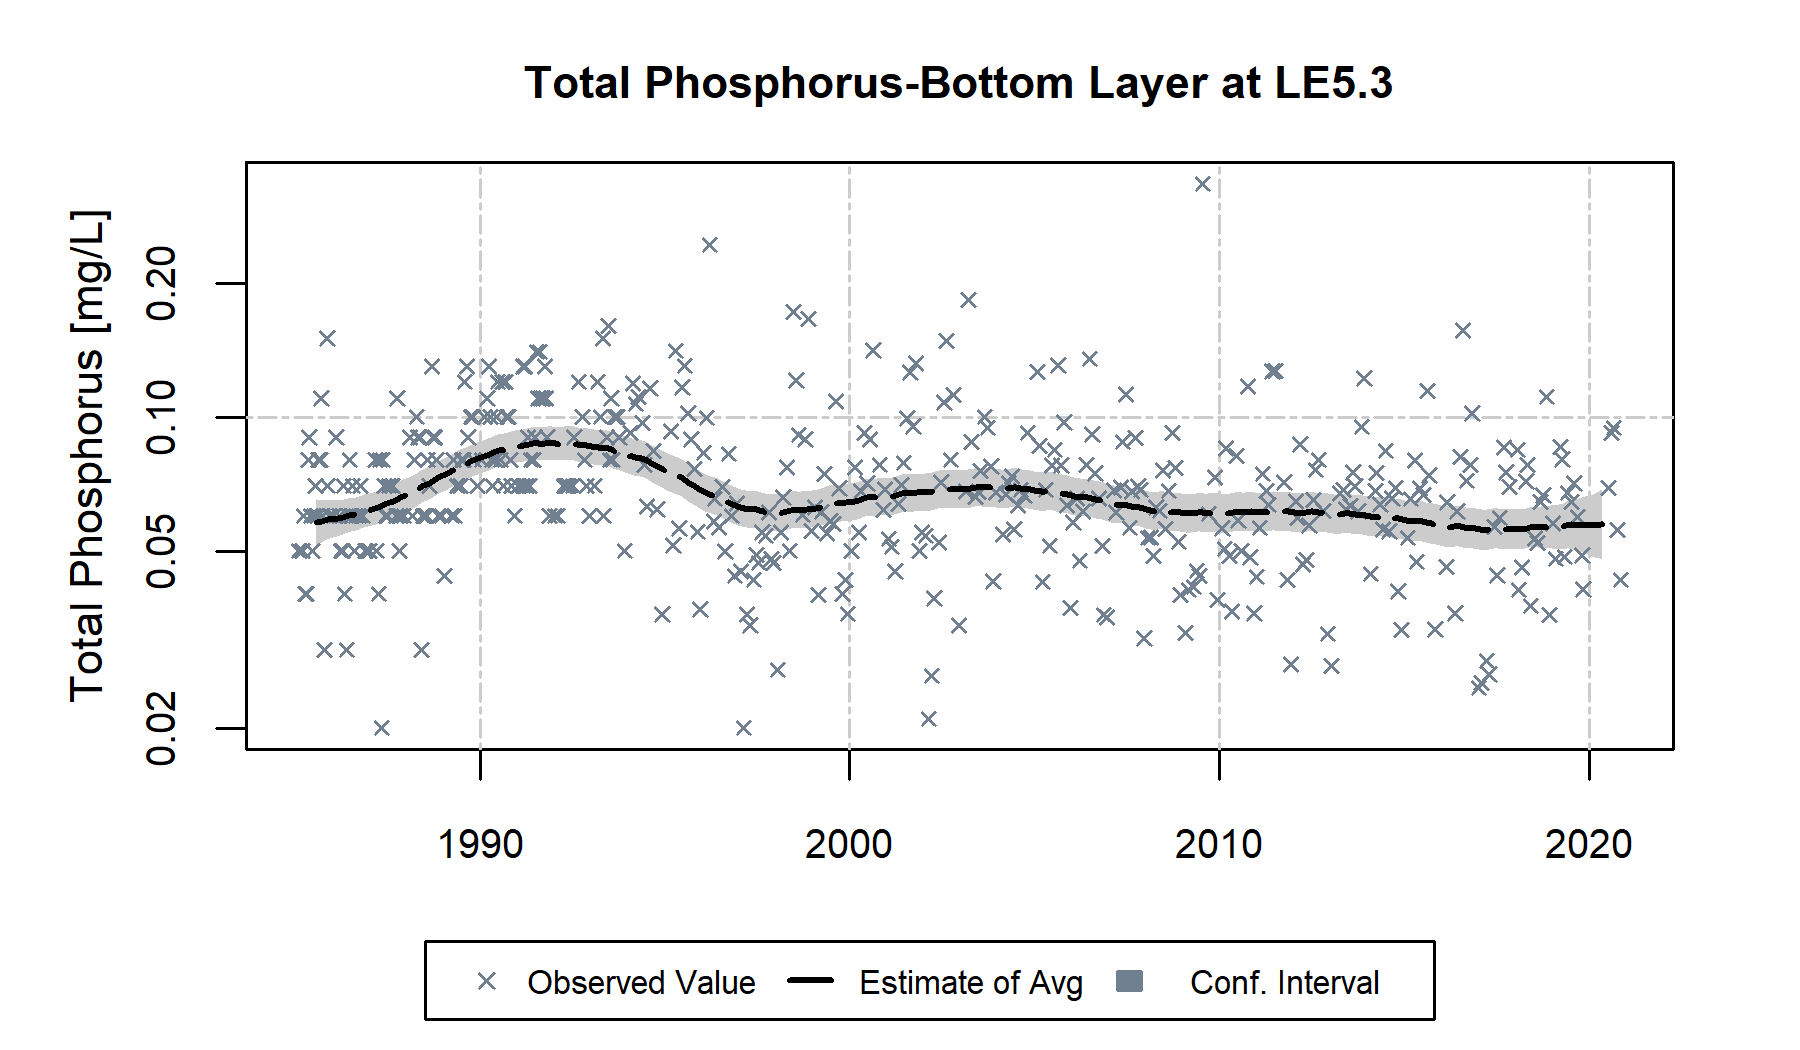 Total Phosphorus-Bottom Layer at LE5.3
Total Phosphorus [mg/L]
0.20
0.10
0.05
0.02
1990 2000 2010 2020
Observed Value Estimate of Avg Conf. Interval